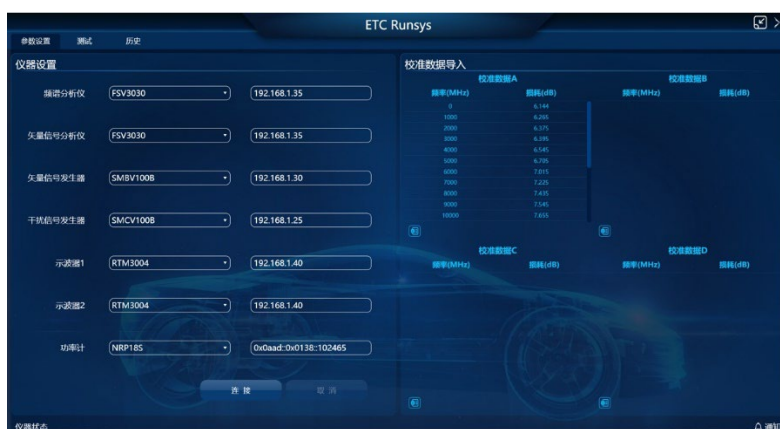 ETC Runsys
参数设置 测试 历史
仪器设置
频谱分析仪 FSV3030 192.168.1.35
矢量信号分析仪 FSV3030 192.168.1.35
矢量信号发生器 SMBV100B 192.168.1.30
干扰信号发生器 SMCV100B 192.168.1.25
示波器1 RTM3004 192.168.1.40
示波器2 RTM3004 192.168.1.40
功率计 NRP18S 0x0aad::0x0138::102465
连接 取消
校准数据导入
校准数据A
频率(MHz) 损耗(dB)
0 6.144
1000 6.265
2000 6.375
3000 6.395
4000 6.545
5000 6.705
6000 7.015
7000 7.225
8000 7.435
9000 7.545
10000 7.655
校准数据B
频率(MHz) 损耗(dB)
校准数据C
频率(MHz) 损耗(dB)
校准数据D
频率(MHz) 损耗(dB)
仪器状态
通知